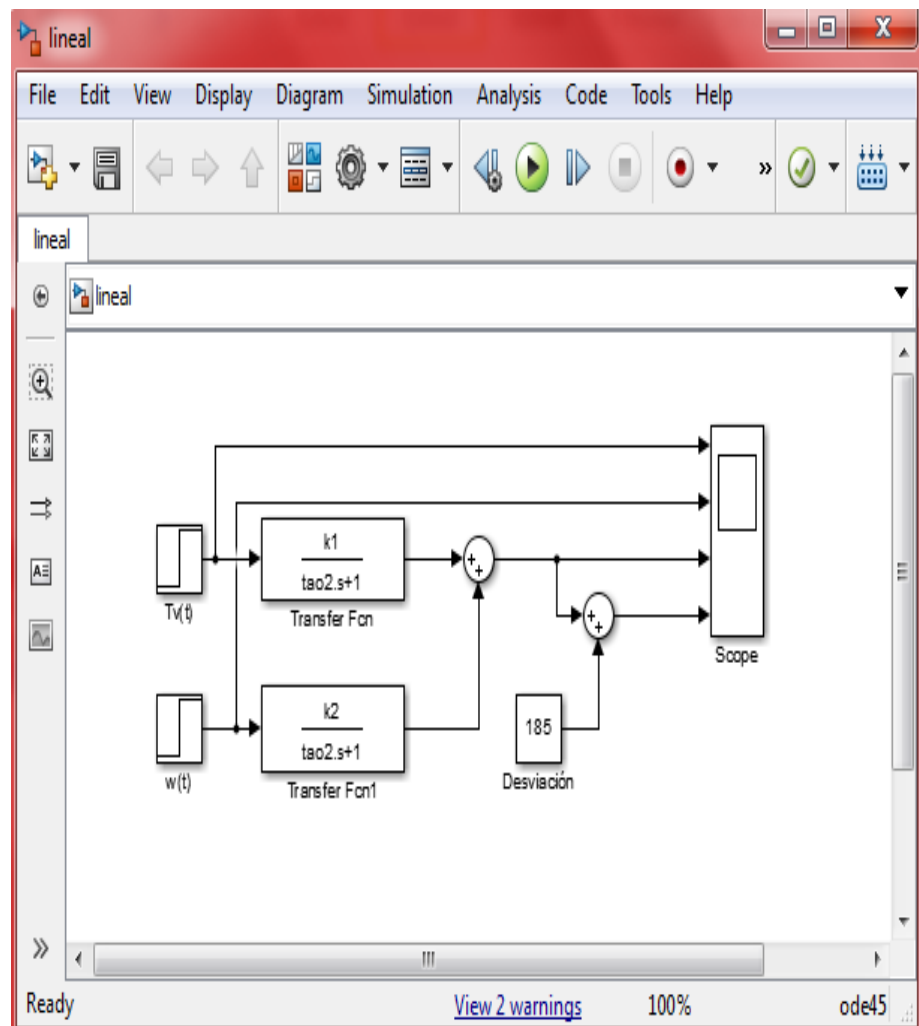 lineal
File Edit View Display Diagram Simulation Analysis Code Tools Help
»
lineal
lineal
Tv(t)
k1
tao2.s+1
Transfer Fcn
+
+
+
+
Scope
w(t)
k2
tao2.s+1
Transfer Fcn1
185
Desviación
»
Ready View 2 warnings 100% ode45